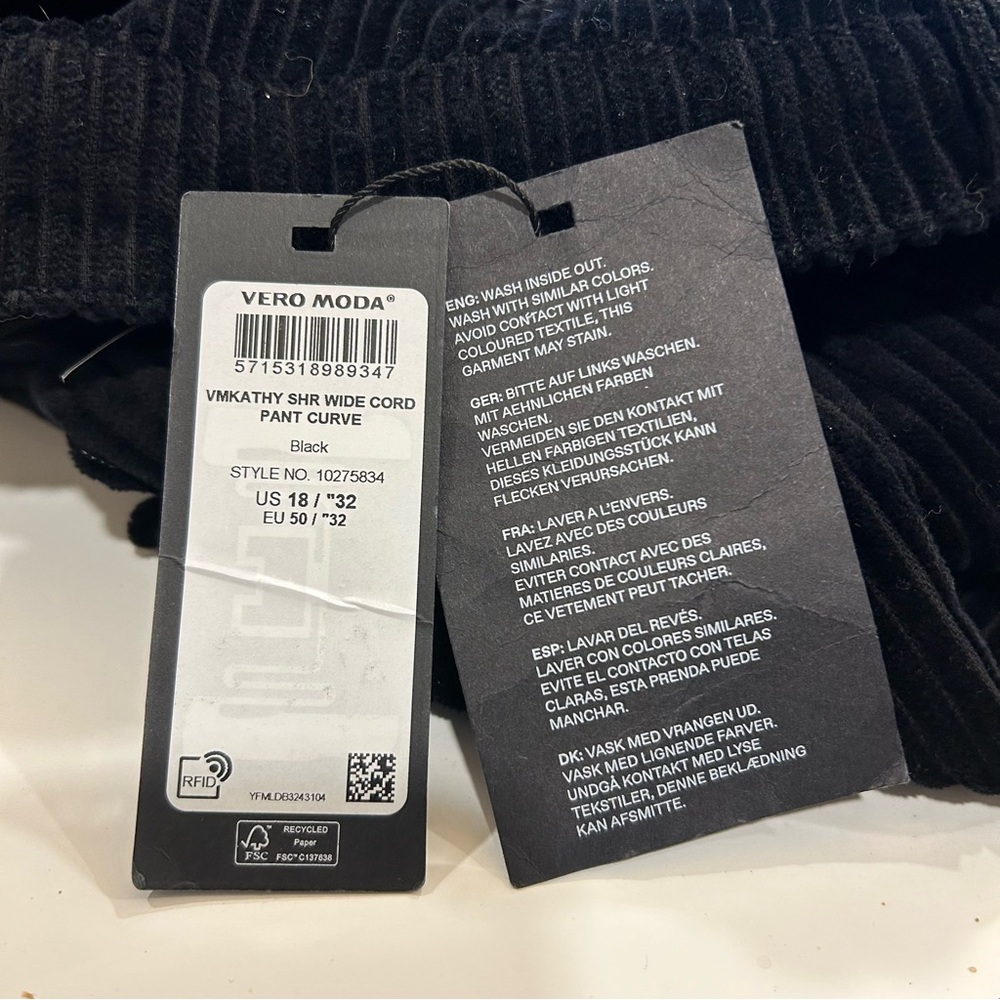 VERO MODA®
5715318989347
VMKATHY SHR WIDE CORD
PANT CURVE
Black
STYLE NO. 10275834
US 18 / "32
EU 50 / "32
RFID
YFMLDB3243104
FSC
RECYCLED
Paper
FSC™ C137638
ENG: WASH INSIDE OUT.
WASH WITH SIMILAR COLORS.
AVOID CONTACT WITH LIGHT
COLOURED TEXTILE, THIS
GARMENT MAY STAIN.
GER: BITTE AUF LINKS WASCHEN.
MIT AEHNLICHEN FARBEN
WASCHEN.
VERMEIDEN SIE DEN KONTAKT MIT
HELLEN FARBIGEN TEXTILIEN,
DIESES KLEIDUNGSSTÜCK KANN
FLECKEN VERURSACHEN.
FRA: LAVER A L'ENVERS.
LAVEZ AVEC DES COULEURS
SIMILARIES.
EVITER CONTACT AVEC DES
MATIERES DE COULEURS CLAIRES,
CE VETEMENT PEUT TACHER.
ESP: LAVAR DEL REVÉS.
LAVER CON COLORES SIMILARES.
EVITE EL CONTACTO CON TELAS
CLARAS, ESTA PRENDA PUEDE
MANCHAR.
DK: VASK MED VRANGEN UD.
VASK MED LIGNENDE FARVER.
UNDGÅ KONTAKT MED LYSE
TEKSTILER, DENNE BEKLÆDNING
KAN AFSMITTE.